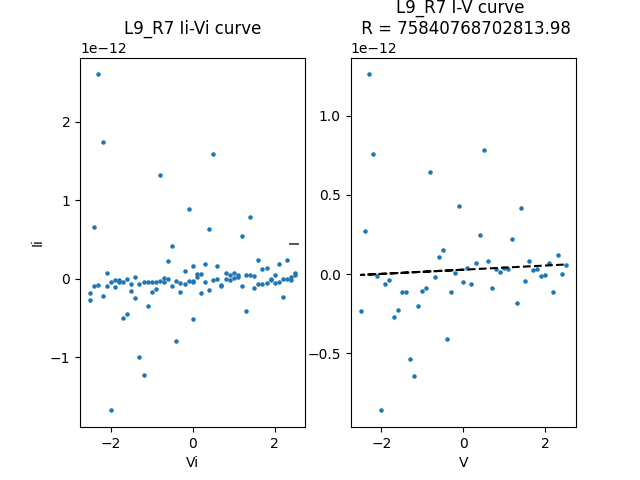 L9_R7 Ii-Vi curve
1e−12
Ii
2
1
0
−1
−2
0
2
Vi
L9_R7 I-V curve
R = 75840768702813.98
1e−12
I
1.0
0.5
0.0
−0.5
−2
0
2
V